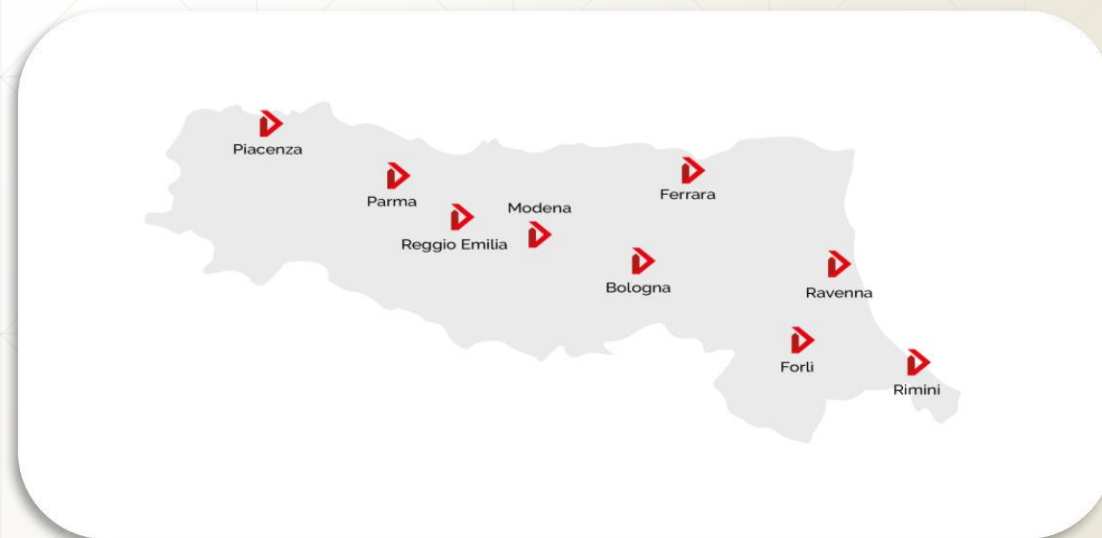 Piacenza
Parma
Reggio Emilia
Modena
Ferrara
Bologna
Ravenna
Forlì
Rimini